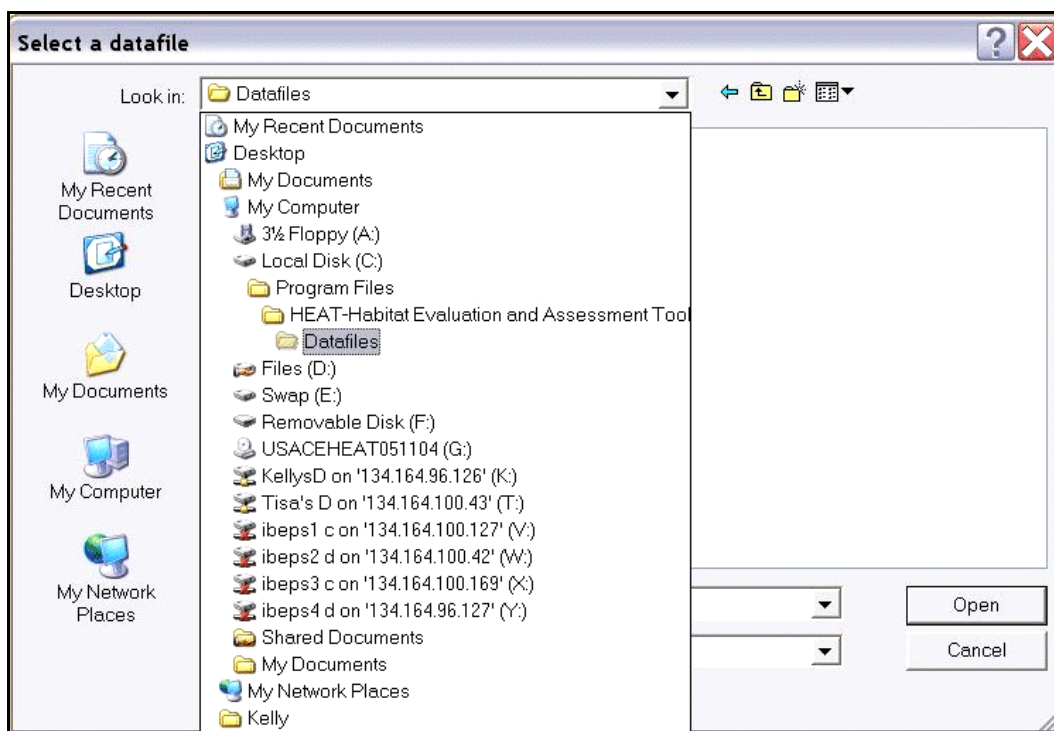 Select a datafile
Look in:
Datafiles
My Recent Documents
Desktop
My Documents
My Computer
3½ Floppy (A:)
Local Disk (C:)
Program Files
HEAT-Habitat Evaluation and Assessment Tool
Datafiles
Files (D:)
Swap (E:)
Removable Disk (F:)
USACEHEAT051104 (G:)
KellysD on '134.164.96.126' (K:)
Tisa's D on '134.164.100.43' (T:)
ibeps1 c on '134.164.100.127' (V:)
ibeps2 d on '134.164.100.42' (W:)
ibeps3 c on '134.164.100.169' (X:)
ibeps4 d on '134.164.96.127' (Y:)
Shared Documents
My Documents
My Network Places
Kelly
My Recent
Documents
Desktop
My Documents
My Computer
My Network
Places
Open
Cancel